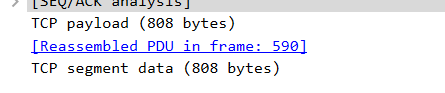 [SEQ/ACK analysis]
TCP payload (808 bytes)
[Reassembled PDU in frame: 590]
TCP segment data (808 bytes)